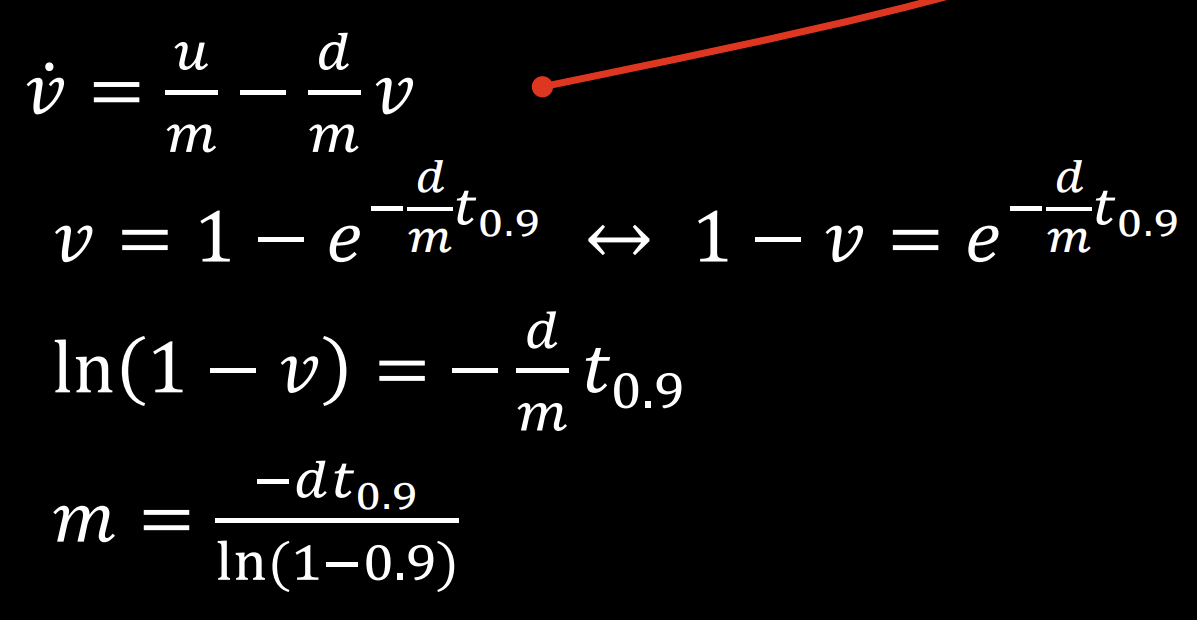 v̇ = u/m − d/m v
v = 1 − e^(−d/m t_0.9) ↔ 1 − v = e^(−d/m t_0.9)
ln(1 − v) = − d/m t_0.9
m = −dt_0.9 / ln(1−0.9)